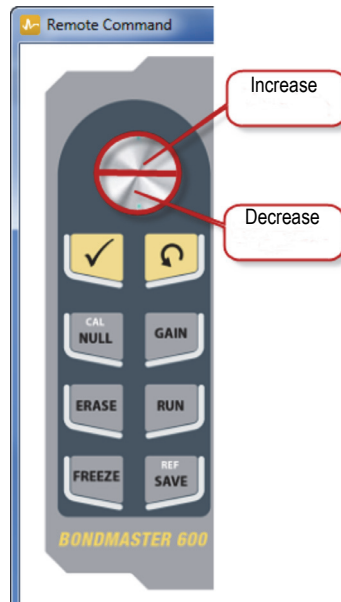 Remote Command
Increase
Decrease
CAL
NULL
GAIN
ERASE
RUN
FREEZE
REF
SAVE
BONDMASTER 600